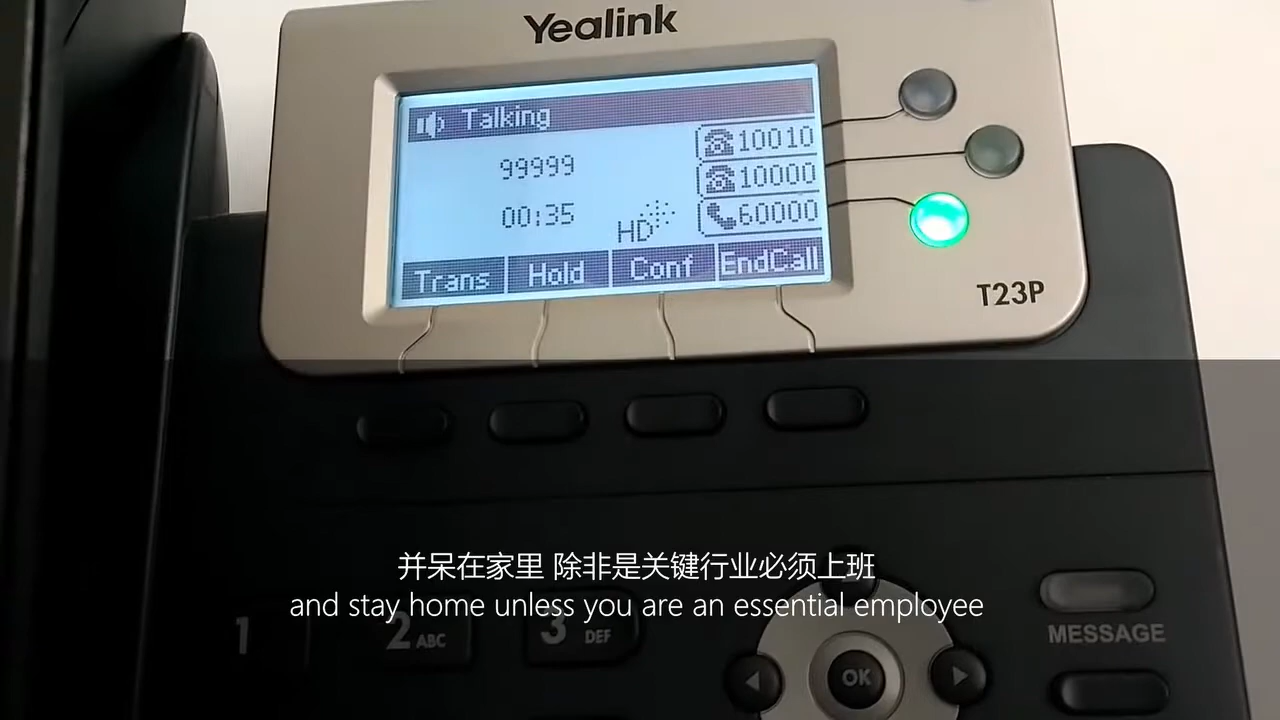 Yealink
Talking
99999
00:35
HD
10010
10000
60000
Trans Hold Conf EndCall
T23P
并呆在家里 除非是关键行业必须上班
and stay home unless you are an essential employee
1 2 ABC 3 DEF
OK
MESSAGE